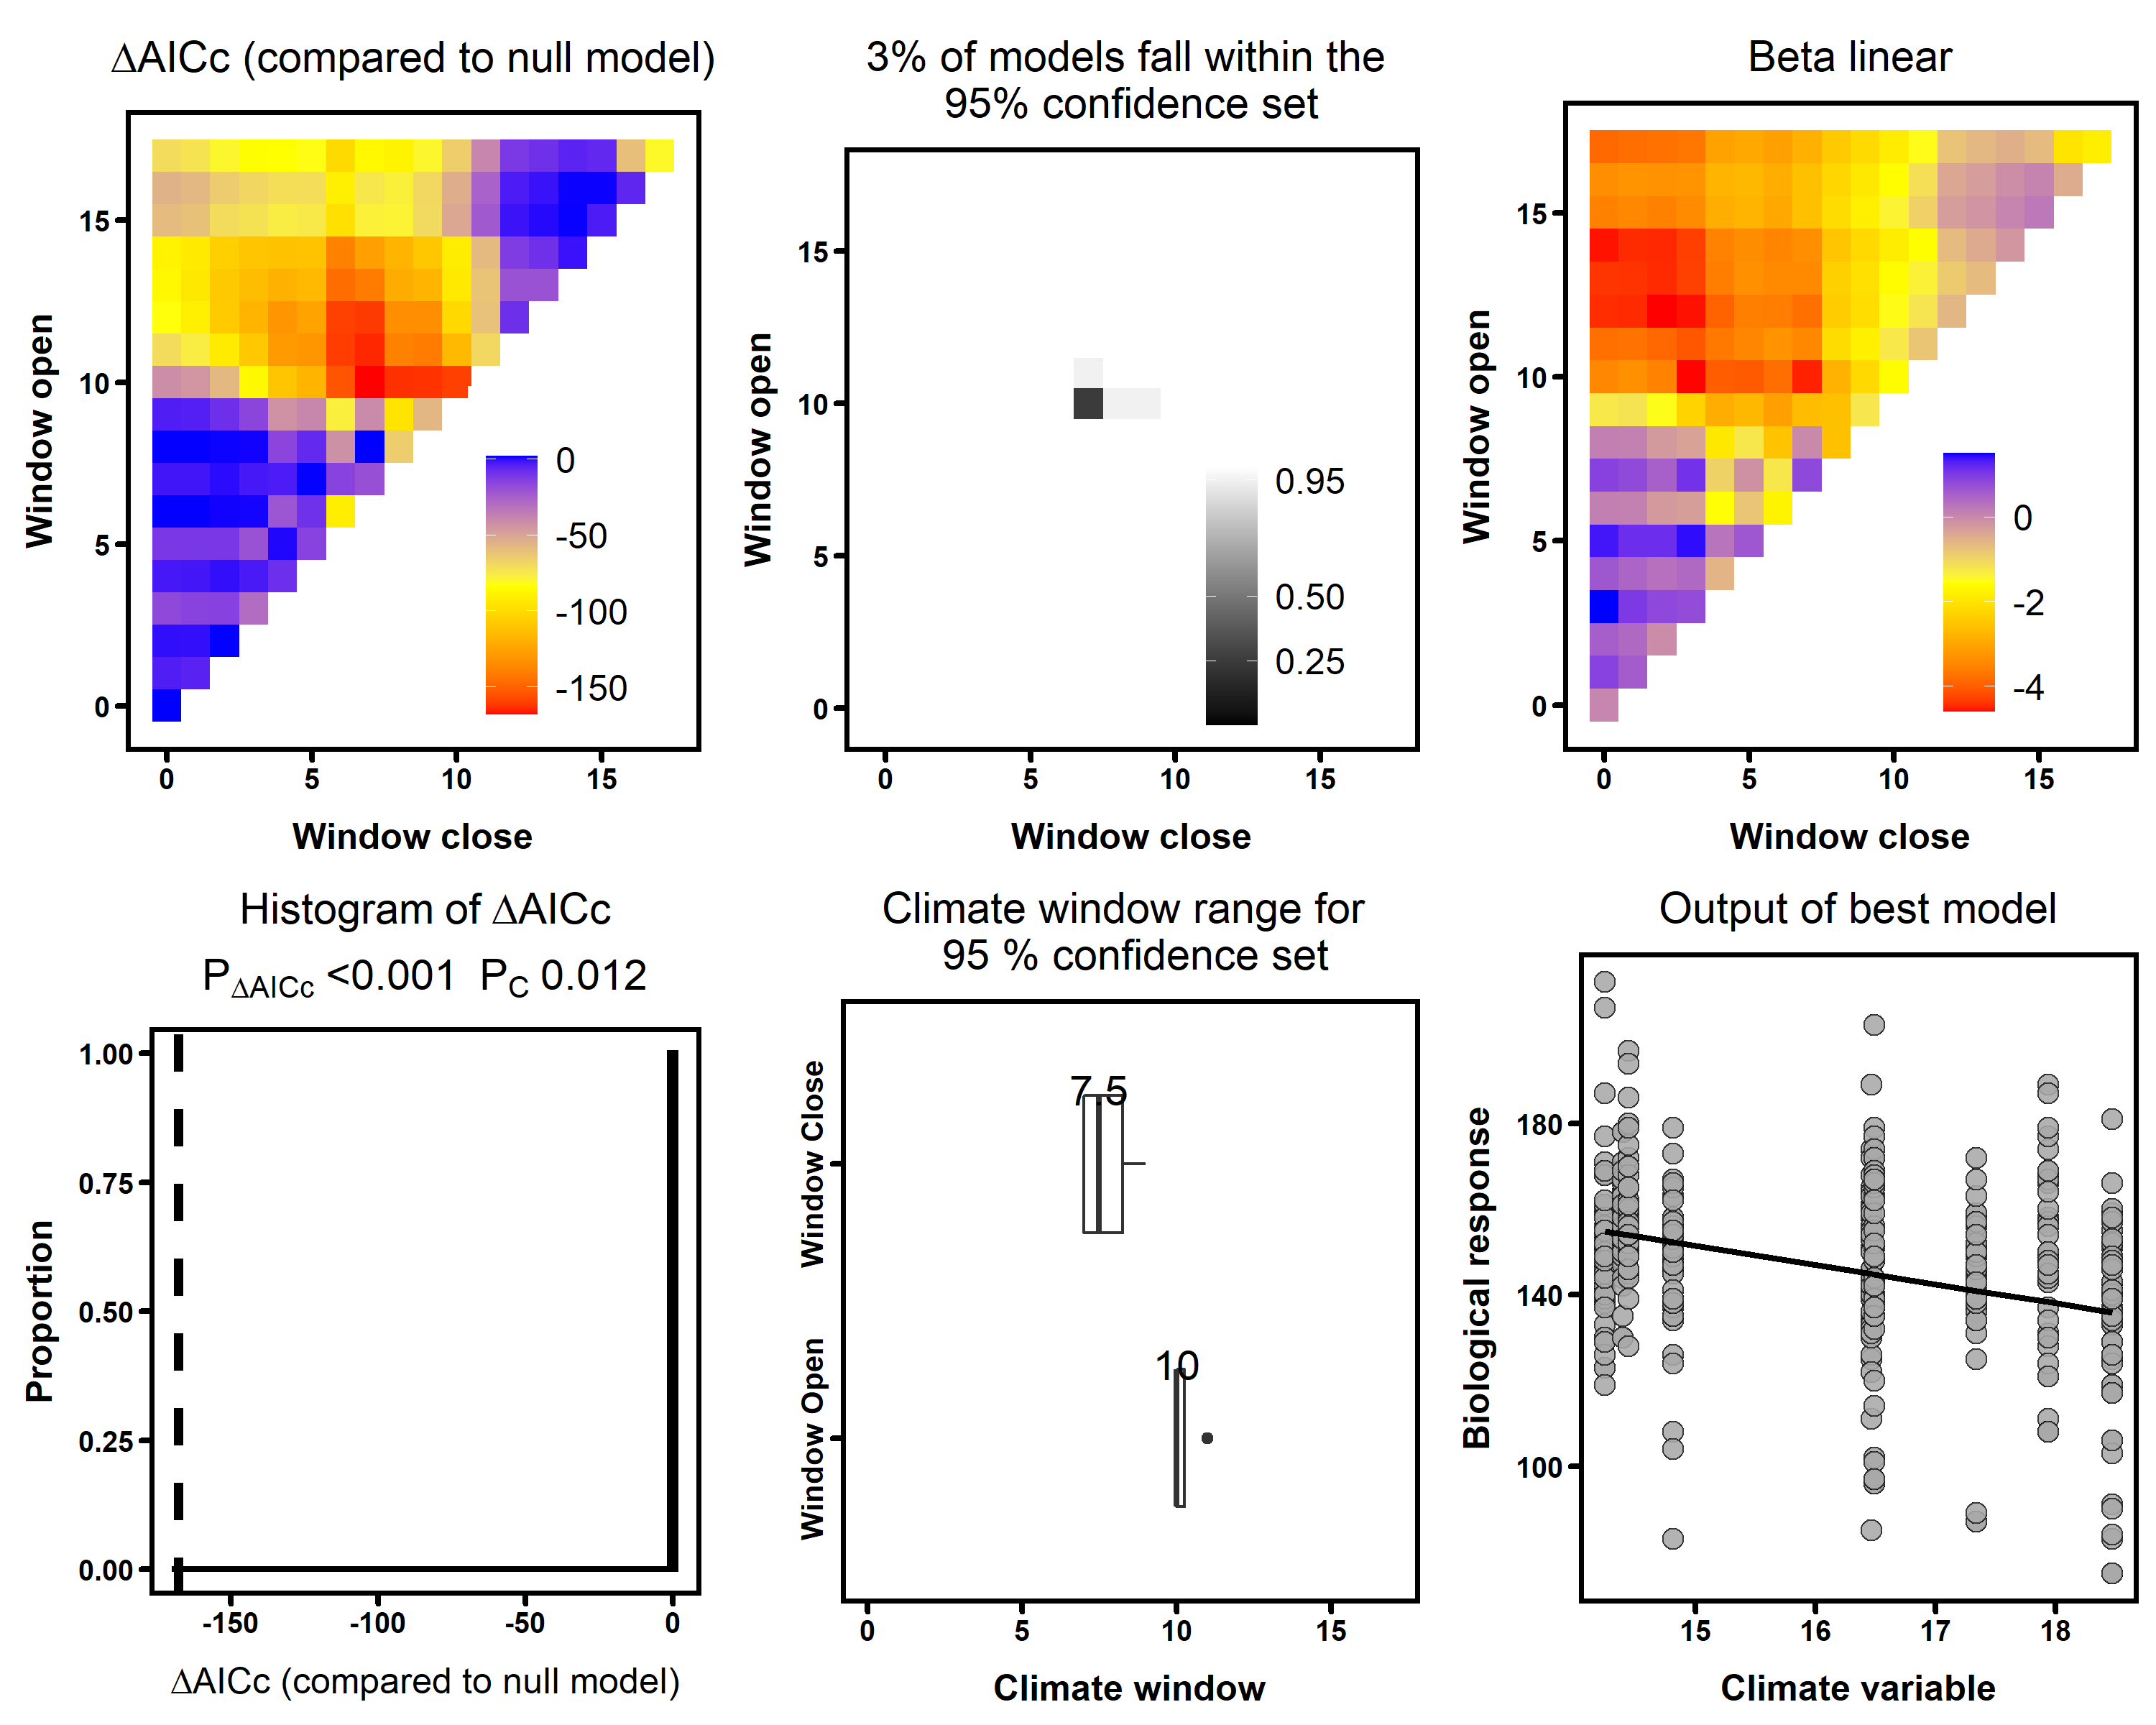 ΔAICc (compared to null model)
Window open
15
10
5
0
0
-50
-100
-150
0 5 10 15
Window close
3% of models fall within the
95% confidence set
Window open
15
10
5
0
0.95
0.50
0.25
0 5 10 15
Window close
Beta linear
Window open
15
10
5
0
0
-2
-4
0 5 10 15
Window close
Histogram of ΔAICc
PΔAICc <0.001 PC 0.012
Proportion
1.00
0.75
0.50
0.25
0.00
-150 -100 -50 0
ΔAICc (compared to null model)
Climate window range for
95 % confidence set
Window Close
7.5
Window Open
10
0 5 10 15
Climate window
Output of best model
Biological response
180
140
100
15 16 17 18
Climate variable